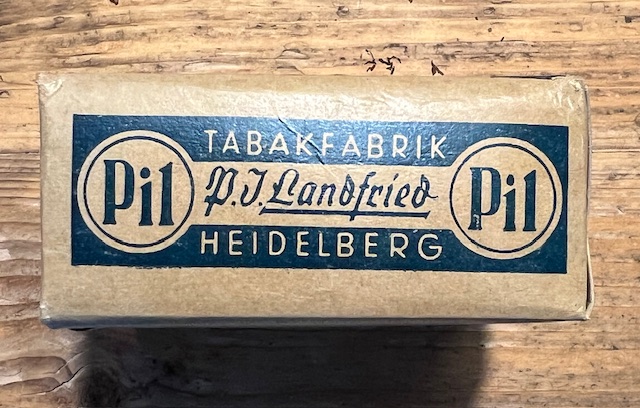 TABAKFABRIK
Pil P.J. Landfried Pil
HEIDELBERG